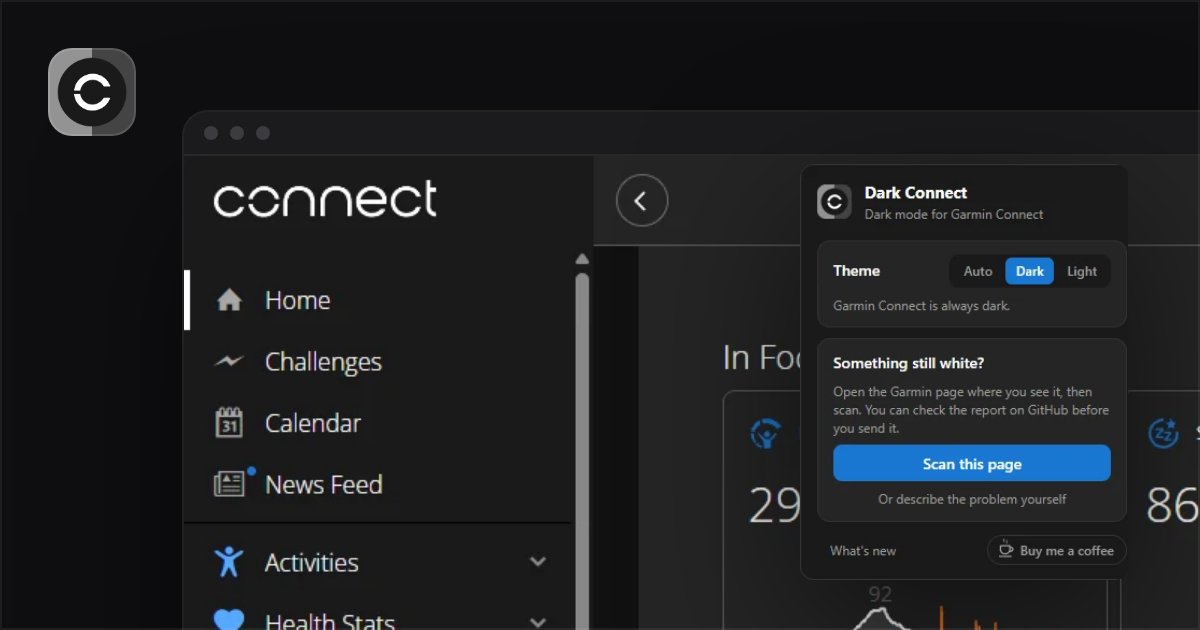 connect
Home
Challenges
31
Calendar
News Feed
Activities
Health Stats
In Foc
29
92
86
Dark Connect
Dark mode for Garmin Connect
Theme
Auto
Dark
Light
Garmin Connect is always dark.
Something still white?
Open the Garmin page where you see it, then
scan. You can check the report on GitHub before
you send it.
Scan this page
Or describe the problem yourself
What's new
Buy me a coffee